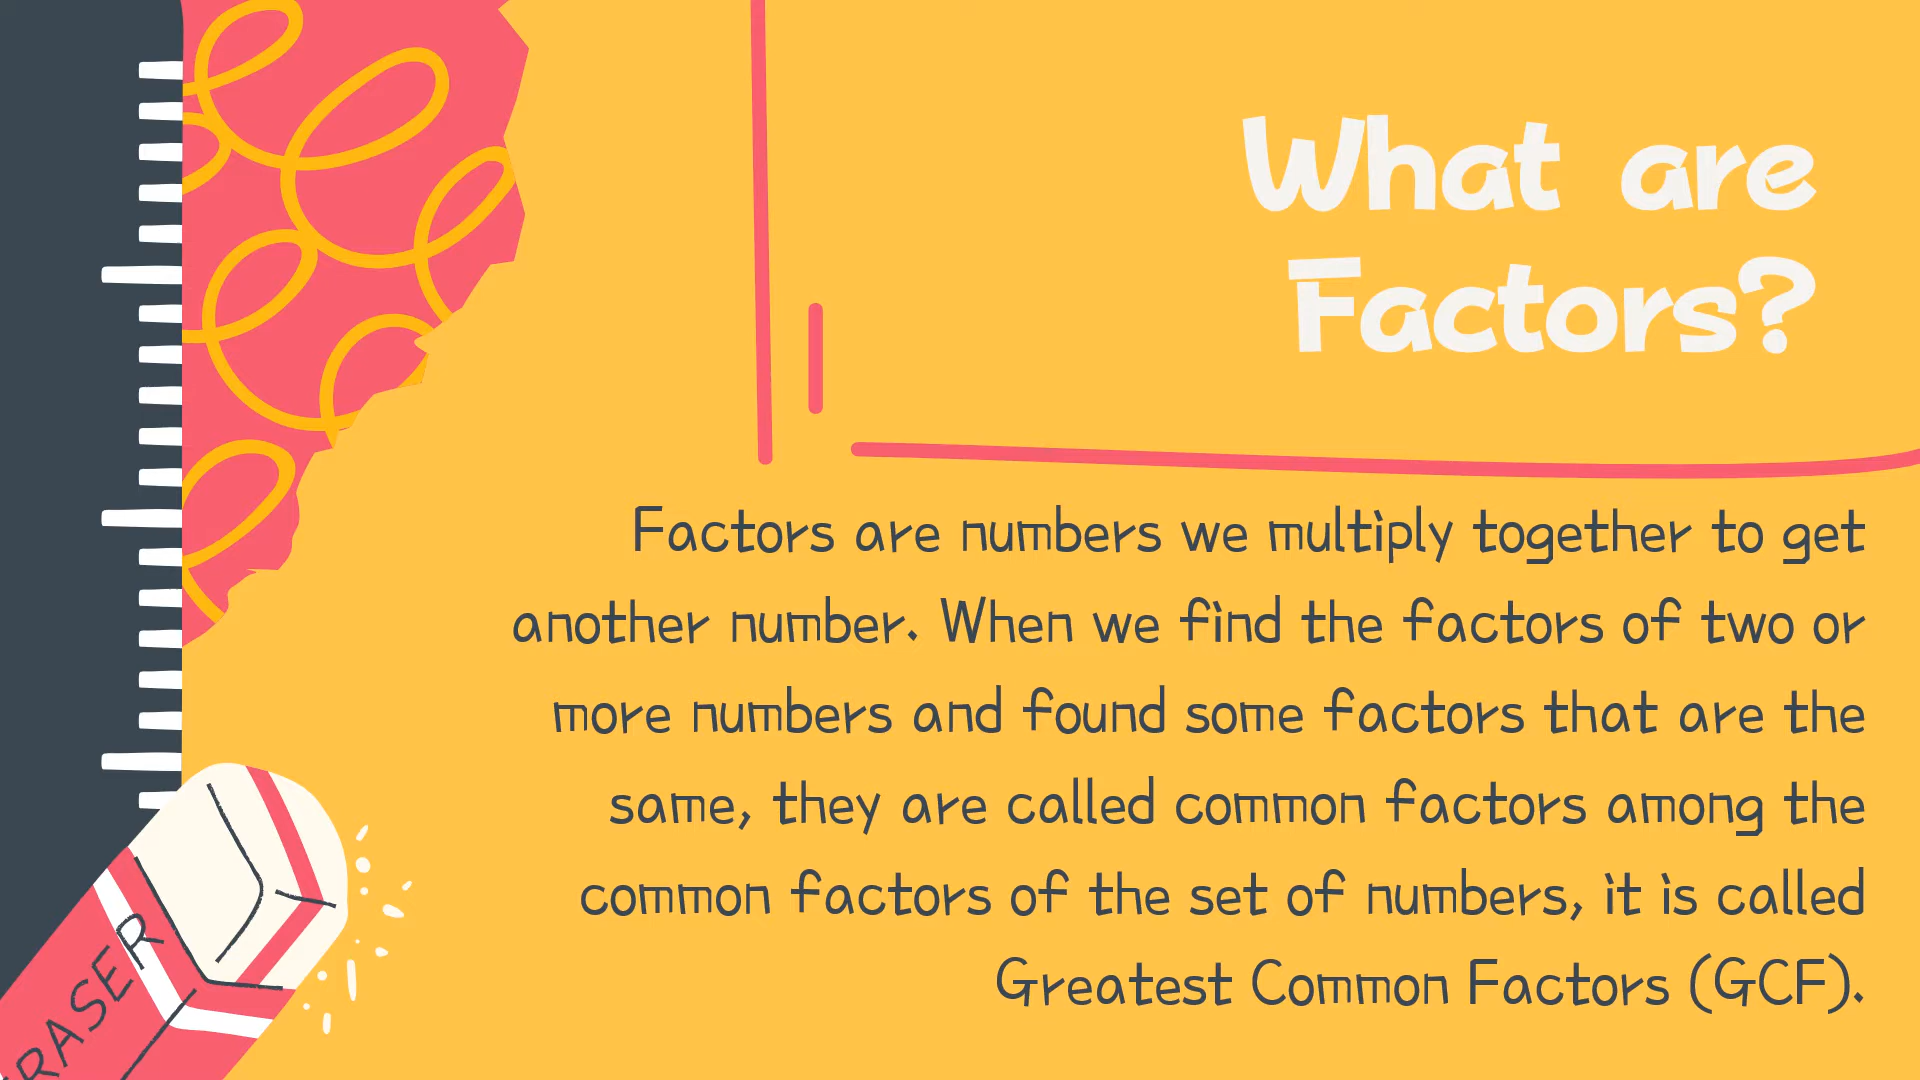 What are
Factors?
Factors are numbers we multiply together to get
another number. When we find the factors of two or
more numbers and found some factors that are the
same, they are called common factors among the
common factors of the set of numbers, it is called
Greatest Common Factors (GCF).
RASER